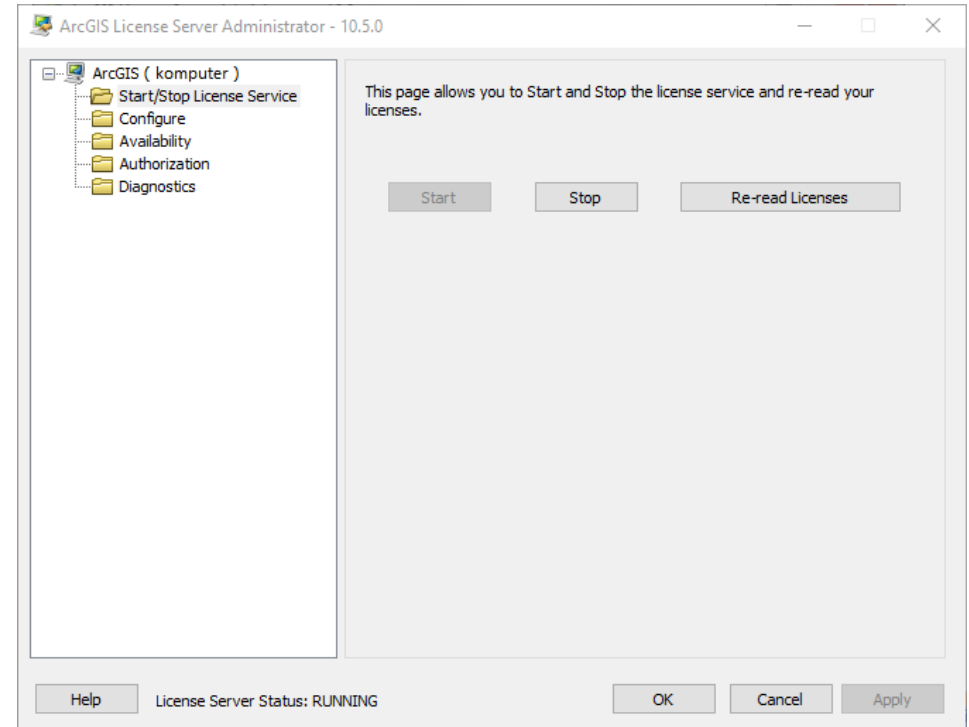 ArcGIS License Server Administrator - 10.5.0
ArcGIS ( komputer )
Start/Stop License Service
Configure
Availability
Authorization
Diagnostics
This page allows you to Start and Stop the license service and re-read your
licenses.
Start
Stop
Re-read Licenses
Help
License Server Status: RUNNING
OK
Cancel
Apply